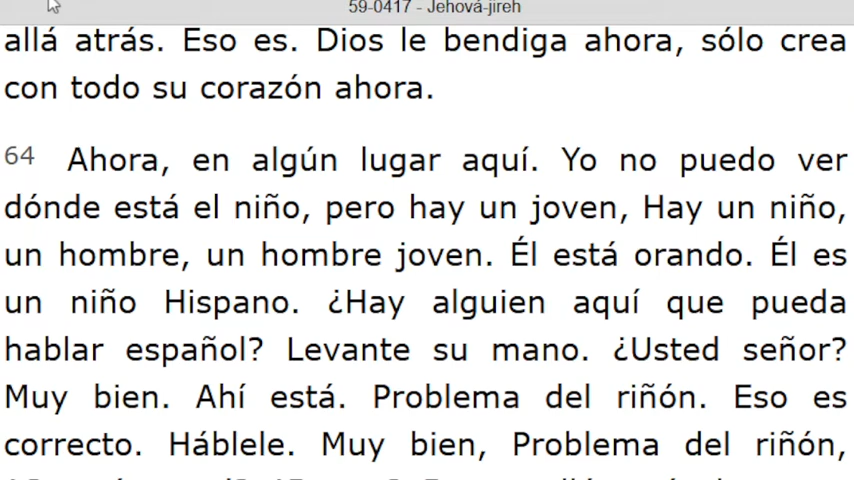 59-0417 - Jehová-jireh
allá atrás. Eso es. Dios le bendiga ahora, sólo crea
con todo su corazón ahora.
64 Ahora, en algún lugar aquí. Yo no puedo ver
dónde está el niño, pero hay un joven, Hay un niño,
un hombre, un hombre joven. Él está orando. Él es
un niño Hispano. ¿Hay alguien aquí que pueda
hablar español? Levante su mano. ¿Usted señor?
Muy bien. Ahí está. Problema del riñón. Eso es
correcto. Háblele. Muy bien, Problema del riñón,